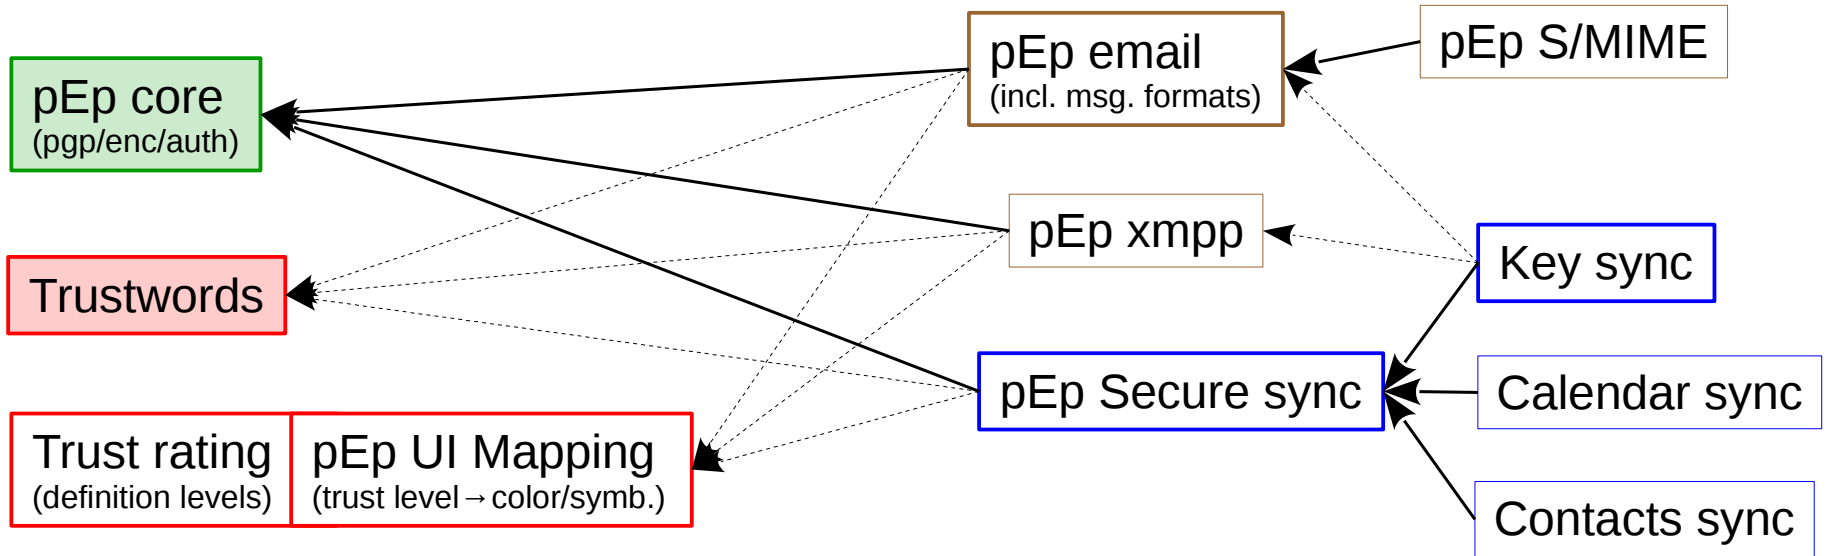 pEp core
(pgp/enc/auth)
Trustwords
Trust rating
(definition levels)
pEp UI Mapping
(trust level→color/symb.)
pEp email
(incl. msg. formats)
pEp xmpp
pEp Secure sync
pEp S/MIME
Key sync
Calendar sync
Contacts sync